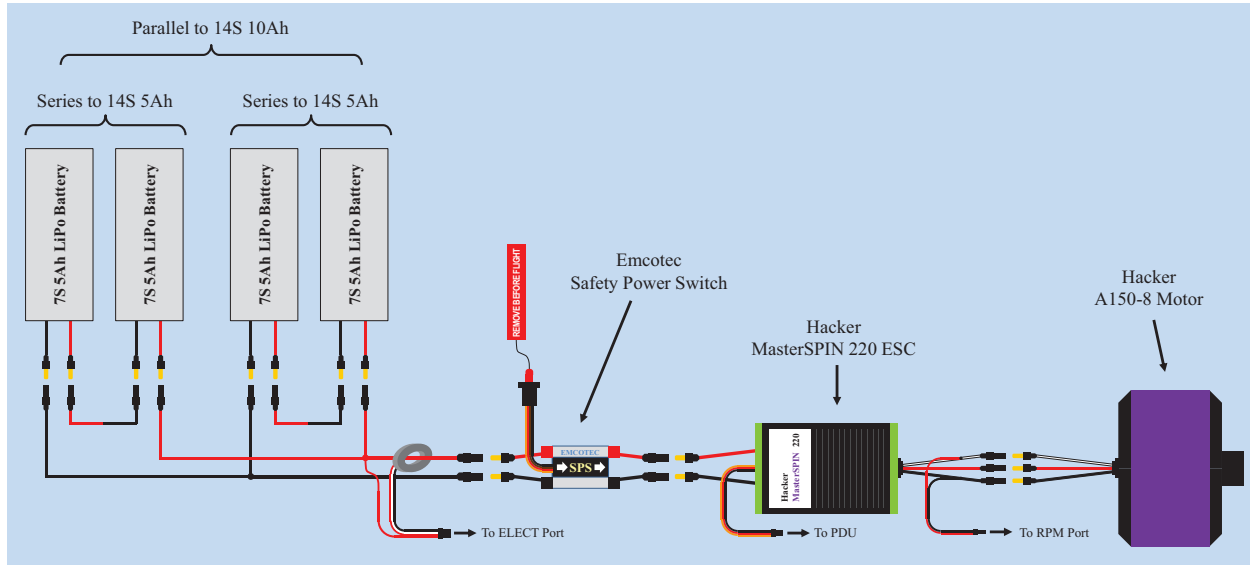 Parallel to 14S 10Ah
Series to 14S 5Ah
Series to 14S 5Ah
7S 5Ah LiPo Battery
7S 5Ah LiPo Battery
7S 5Ah LiPo Battery
7S 5Ah LiPo Battery
REMOVE BEFORE FLIGHT
Emcotec
Safety Power Switch
Hacker
MasterSPIN 220 ESC
Hacker
A150-8 Motor
EMCOTEC
SPS
Hacker
MasterSPIN 220
To ELECT Port
To PDU
To RPM Port